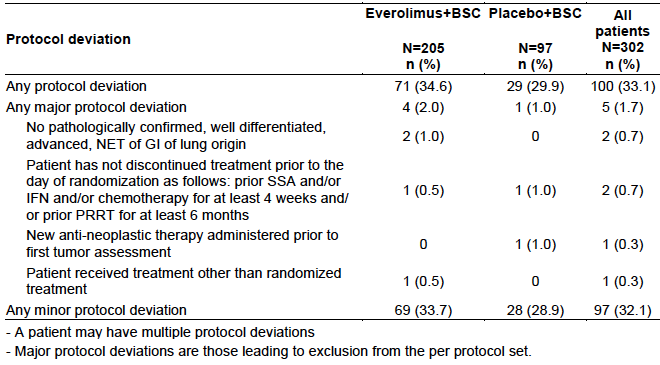 Protocol deviation Everolimus+BSC Placebo+BSC All patients
N=205 N=97 N=302
n (%) n (%) n (%)
Any protocol deviation 71 (34.6) 29 (29.9) 100 (33.1)
Any major protocol deviation 4 (2.0) 1 (1.0) 5 (1.7)
No pathologically confirmed, well differentiated,
advanced, NET of GI of lung origin 2 (1.0) 0 2 (0.7)
Patient has not discontinued treatment prior to the
day of randomization as follows: prior SSA and/or
IFN and/or chemotherapy for at least 4 weeks and/
or prior PRRT for at least 6 months 1 (0.5) 1 (1.0) 2 (0.7)
New anti-neoplastic therapy administered prior to
first tumor assessment 0 1 (1.0) 1 (0.3)
Patient received treatment other than randomized
treatment 1 (0.5) 0 1 (0.3)
Any minor protocol deviation 69 (33.7) 28 (28.9) 97 (32.1)
- A patient may have multiple protocol deviations
- Major protocol deviations are those leading to exclusion from the per protocol set.